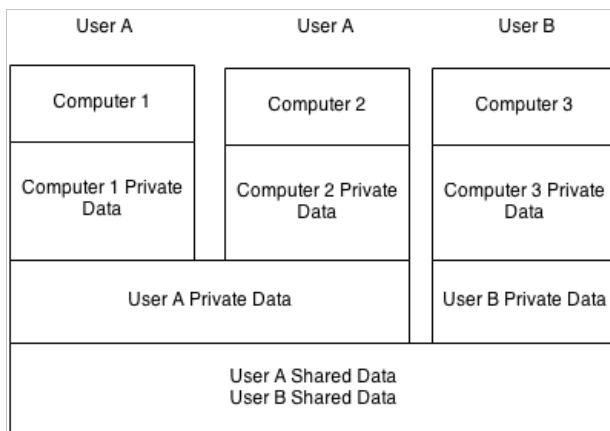 User A
User A
User B
Computer 1
Computer 2
Computer 3
Computer 1 Private
Data
Computer 2 Private
Data
Computer 3 Private
Data
User A Private Data
User B Private Data
User A Shared Data
User B Shared Data